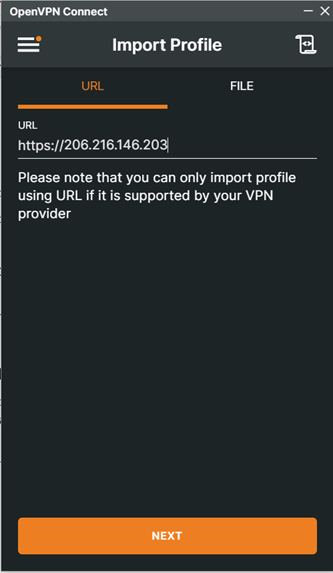 OpenVPN Connect
Import Profile
URL FILE
URL
https://206.216.146.203
Please note that you can only import profile
using URL if it is supported by your VPN
provider
NEXT